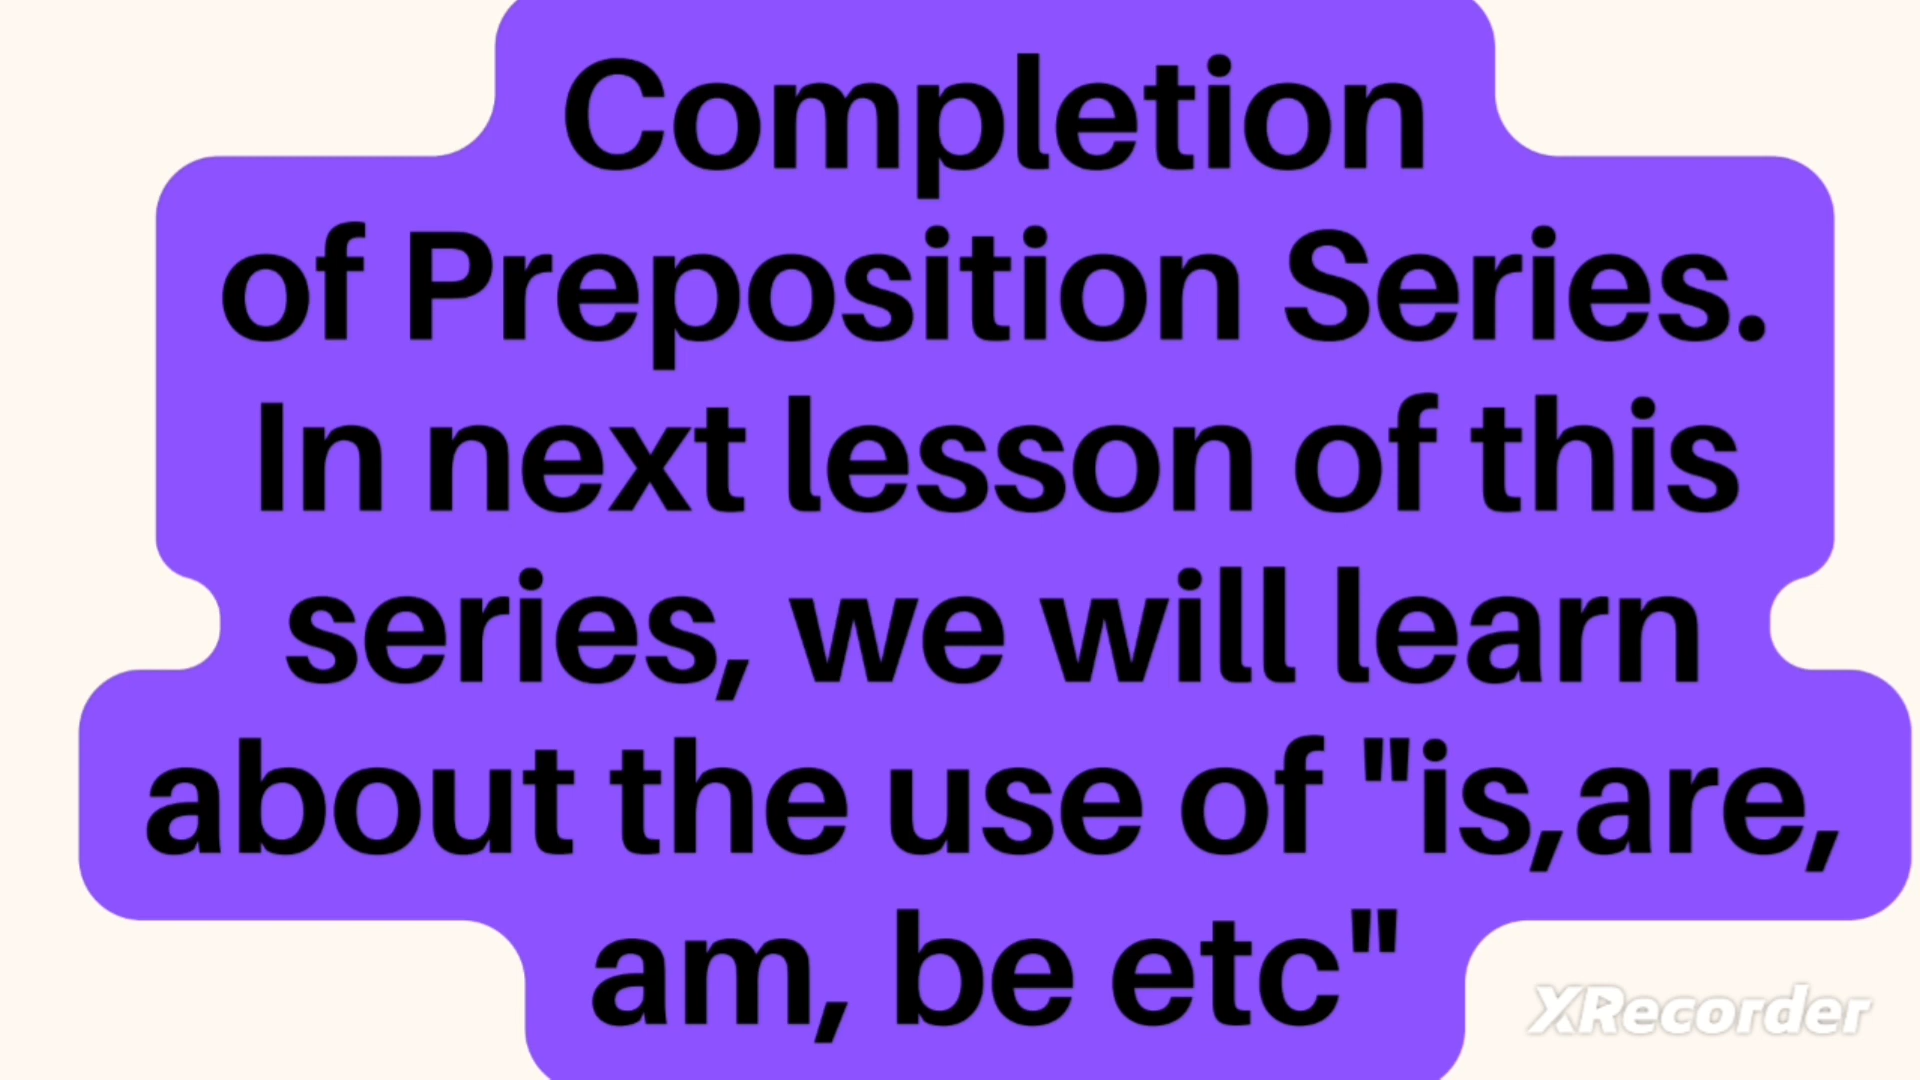 Completion
of Preposition Series.
In next lesson of this
series, we will learn
about the use of "is,are,
am, be etc"
XRecorder